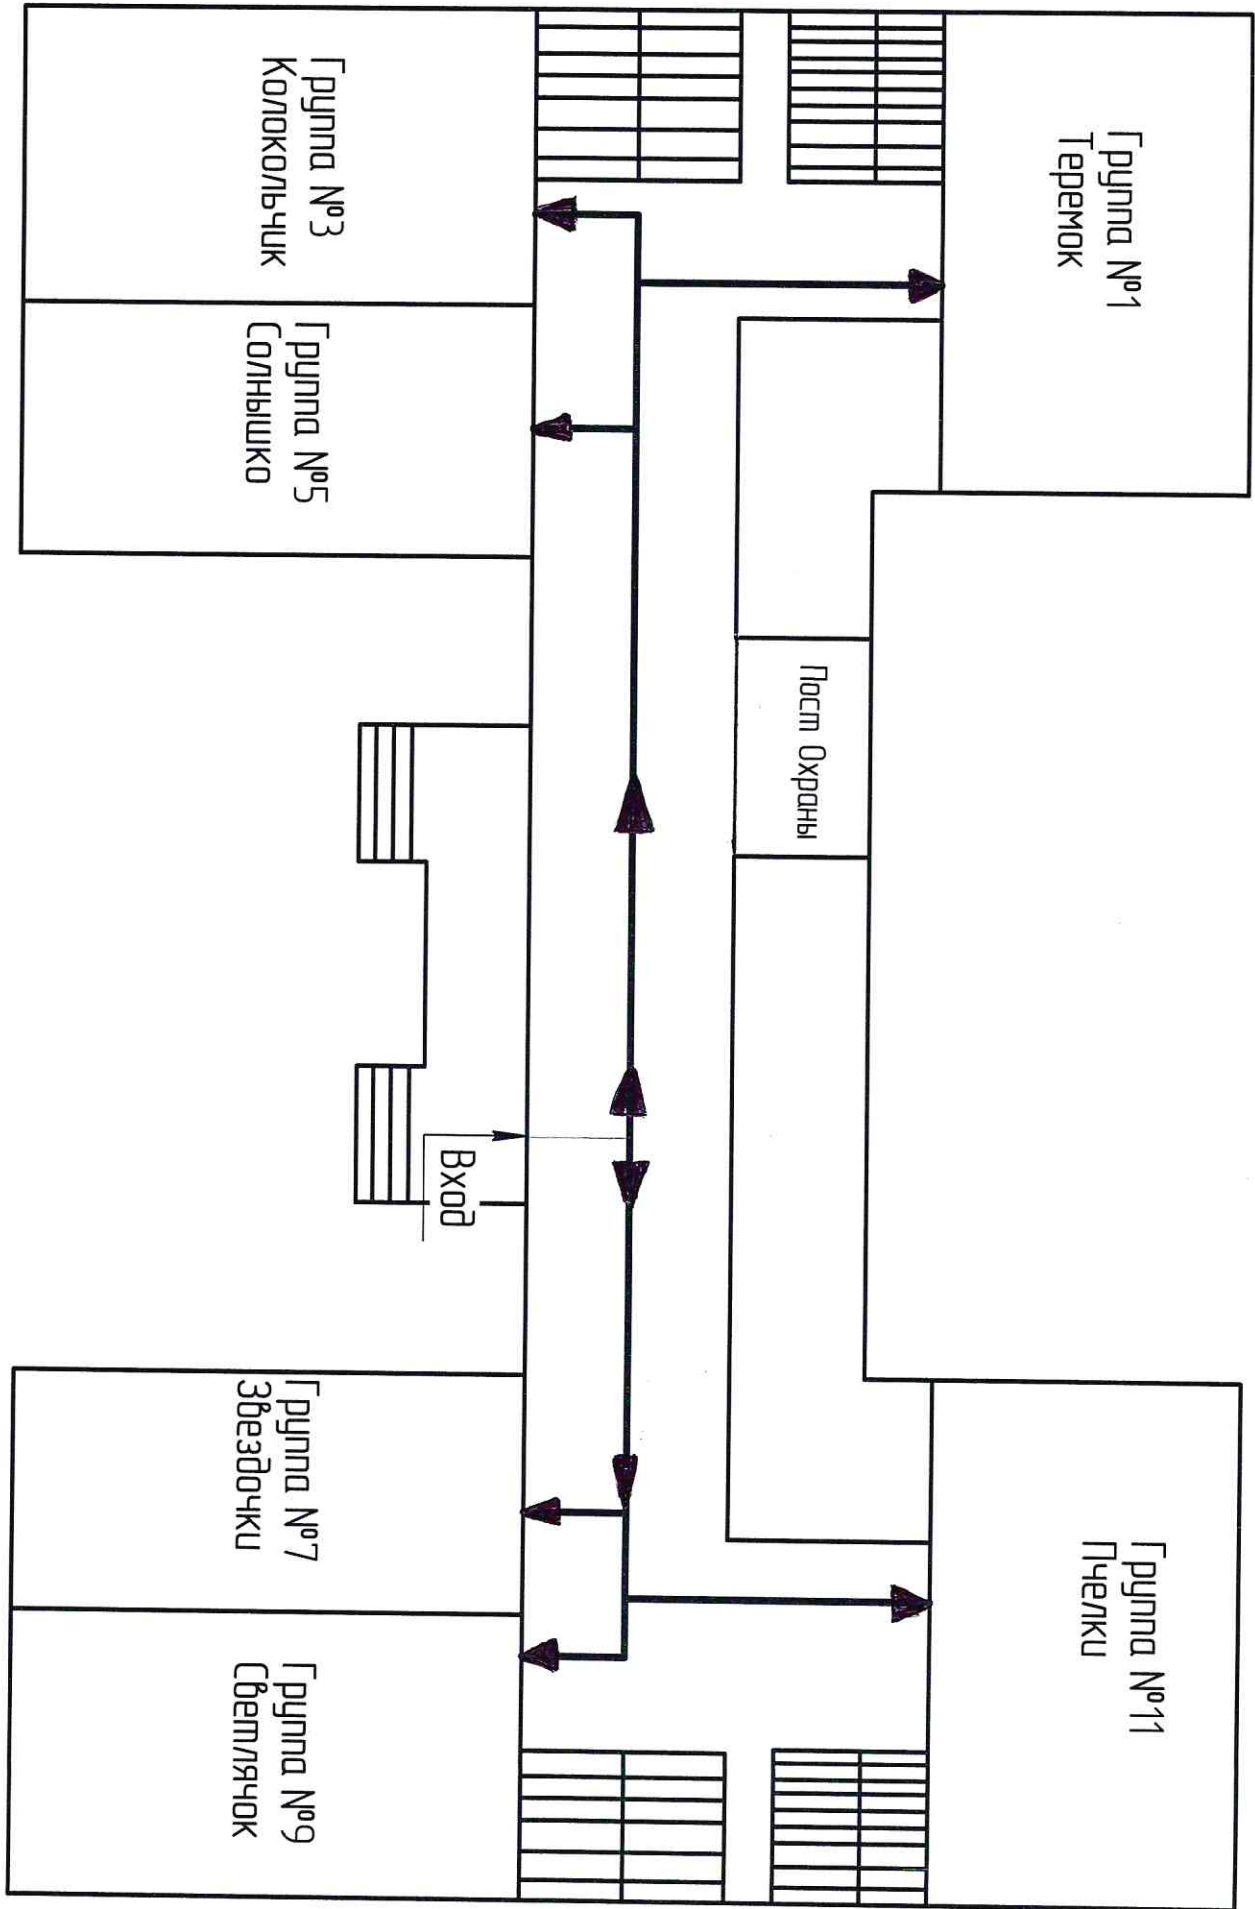 Группа №1
Теремок
Группа №3
Колокольчик
Группа №5
Солнышко
Пост Охраны
Вход
Группа №7
Звездочки
Группа №11
Пчелки
Группа №9
Светлячок